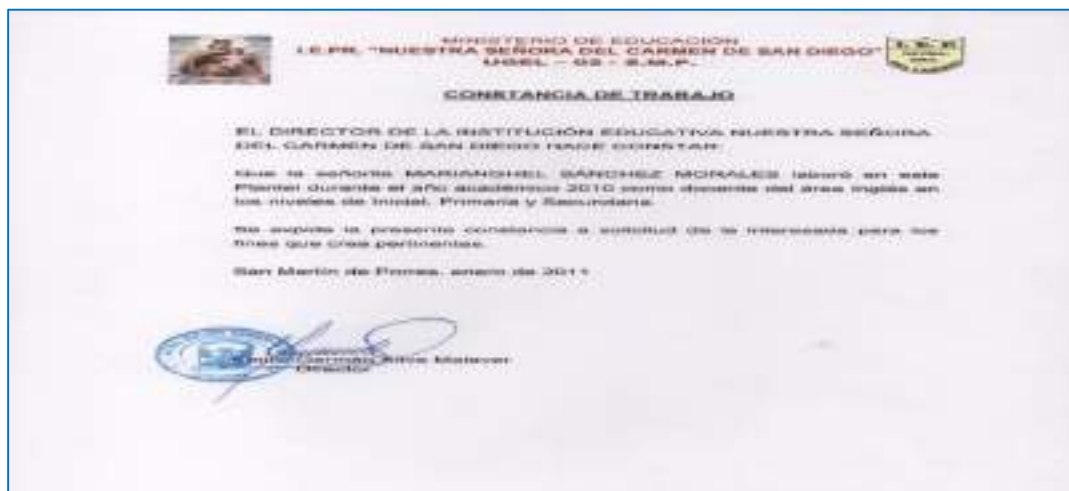 MINISTERIO DE EDUCACIÓN
I.E.PR. "NUESTRA SEÑORA DEL CARMEN DE SAN DIEGO"
UGEL – 02 - S.M.P.
I. E. P.
CONSTANCIA DE TRABAJO
EL DIRECTOR DE LA INSTITUCIÓN EDUCATIVA NUESTRA SEÑORA
DEL CARMEN DE SAN DIEGO HACE CONSTAR:
Que la señorita MARIANGHEL SÁNCHEZ MORALES laboró en este
Plantel durante el año académico 2010 como docente del área inglés en
los niveles de Inicial, Primaria y Secundaria.
Se expide la presente constancia a solicitud de la interesada para los
fines que crea pertinentes.
San Martín de Porres, enero de 2011
Germán Silva Malaver
Director